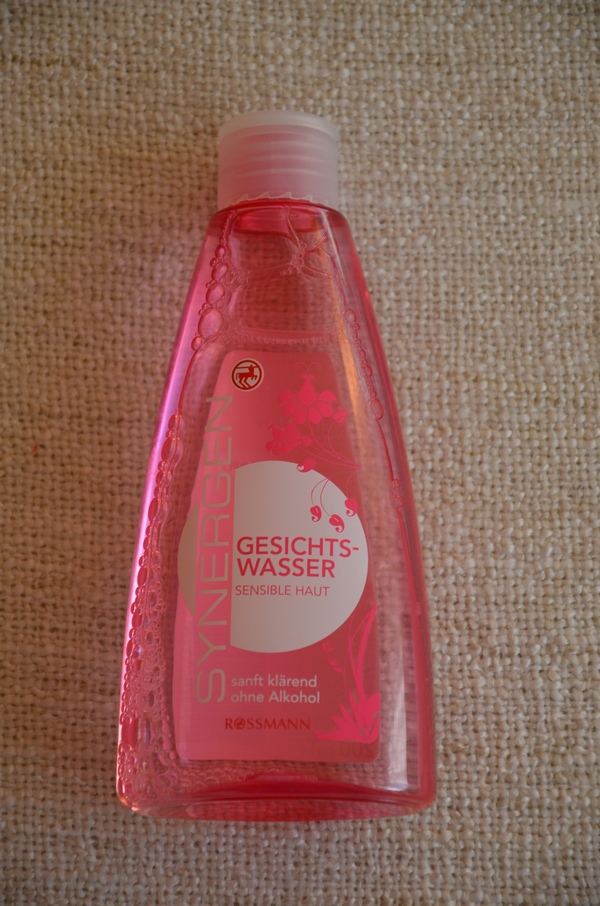 SYNERGEN
GESICHTS-
WASSER
SENSIBLE HAUT
sanft klärend
ohne Alkohol
ROSSMANN